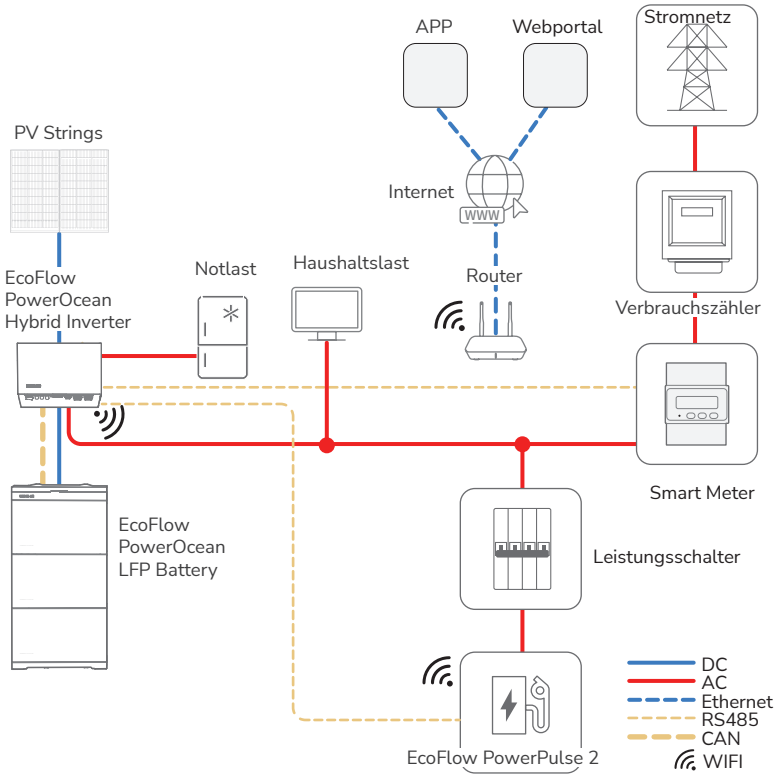 APP
Webportal
Stromnetz
PV Strings
Internet
WWW
EcoFlow
PowerOcean
Hybrid Inverter
Notlast
Haushaltslast
Router
Verbrauchszähler
Smart Meter
EcoFlow
PowerOcean
LFP Battery
Leistungsschalter
EcoFlow PowerPulse 2
DC
AC
Ethernet
RS485
CAN
WIFI